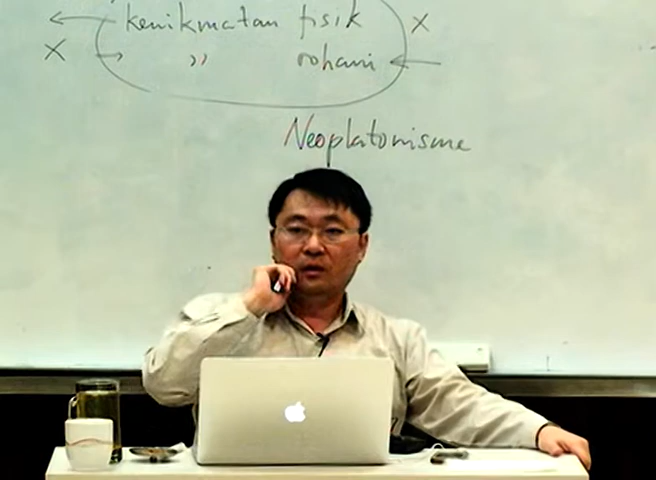 ← kenikmatan fisik X
X → " rohani ←
Neoplatonisme